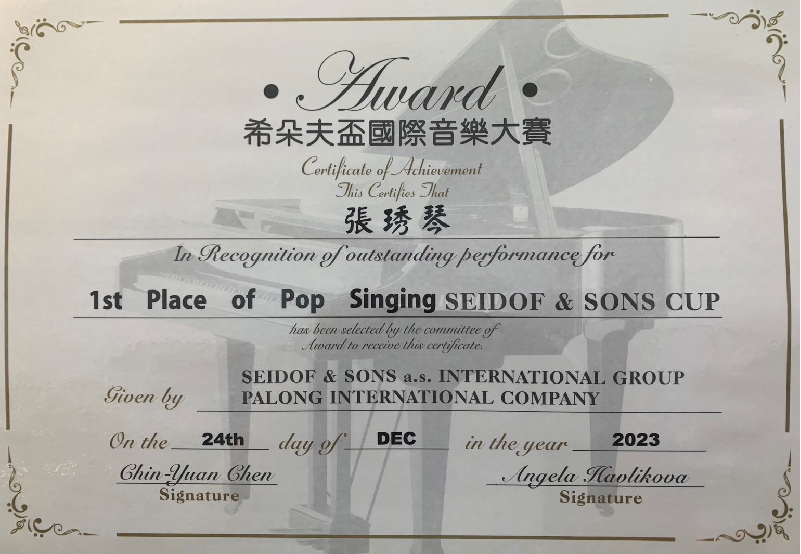 • Award •
希朵夫盃國際音樂大賽
Certificate of Achievement
This Certifies That
張琇琴
In Recognition of outstanding performance for
1st Place of Pop Singing SEIDOF & SONS CUP
has been selected by the committee of
Award to receive this certificate.
Given by SEIDOF & SONS a.s. INTERNATIONAL GROUP
PALONG INTERNATIONAL COMPANY
On the 24th day of DEC in the year 2023
Chin-Yuan Chen Angela Havlikova
Signature Signature